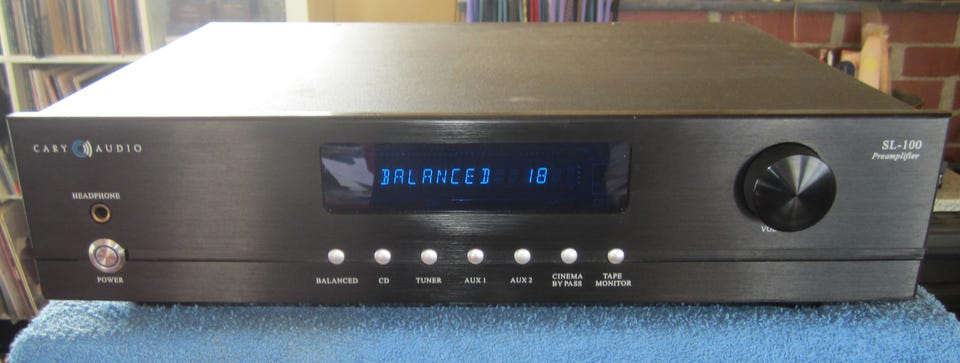 CARY AUDIO
SL-100
Preamplifier
HEADPHONE
BALANCED 18
POWER
BALANCED
CD
TUNER
AUX 1
AUX 2
CINEMA
BY PASS
TAPE
MONITOR